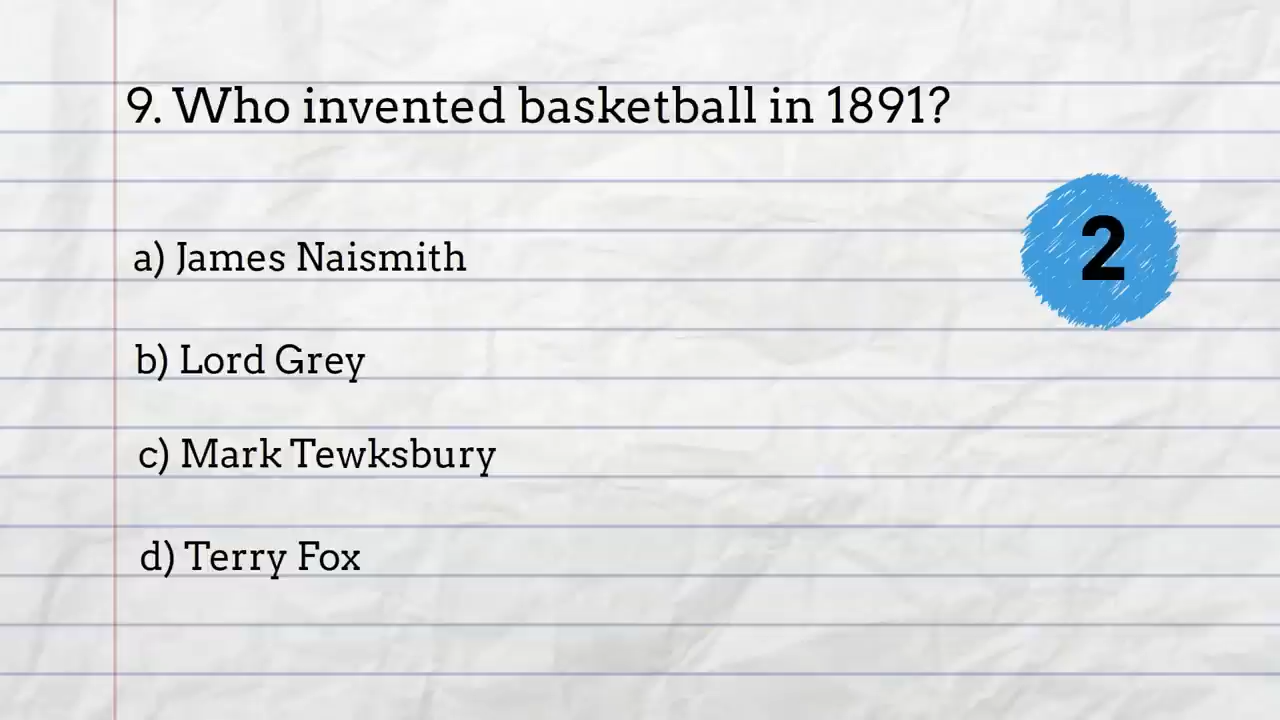 9. Who invented basketball in 1891?
2
a) James Naismith
b) Lord Grey
c) Mark Tewksbury
d) Terry Fox